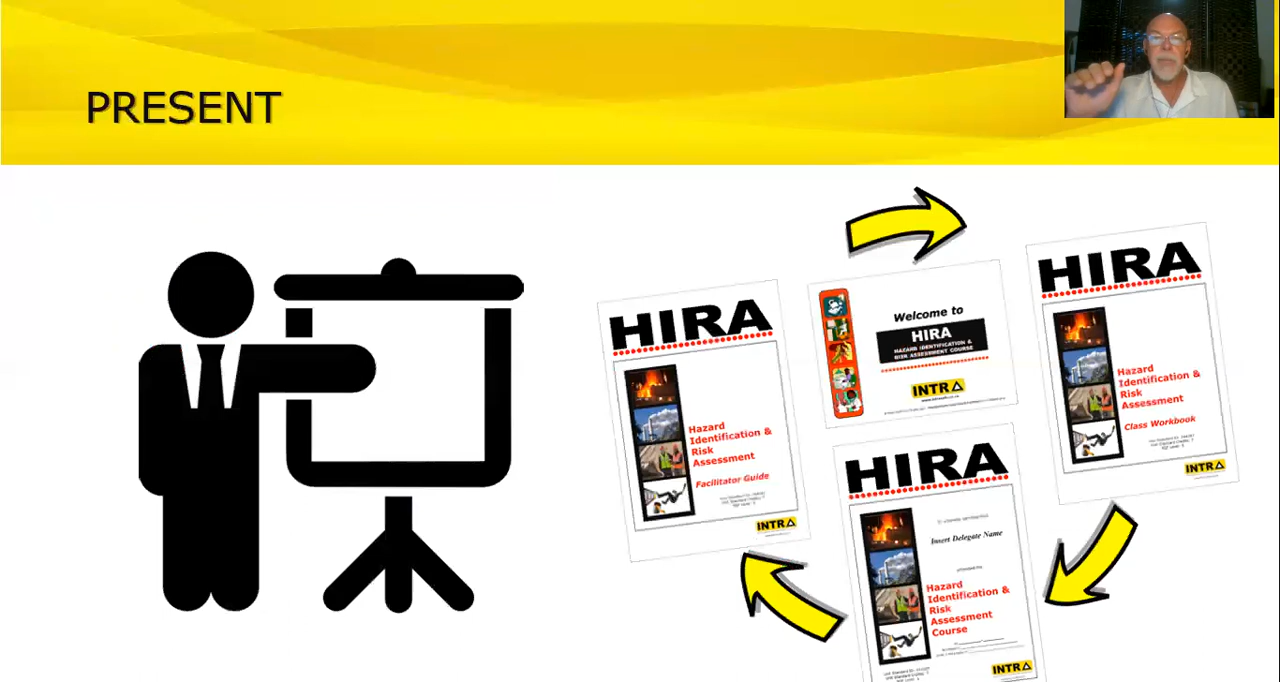 PRESENT
HIRA
Hazard
Identification &
Risk
Assessment
Facilitator Guide
INTRA
Welcome to
HIRA
HAZARD IDENTIFICATION &
RISK ASSESSMENT COURSE
INTRA
HIRA
Hazard
Identification &
Risk
Assessment
Class Workbook
INTRA
HIRA
Insert Delegate Name
Hazard
Identification &
Risk
Assessment
Course
INTRA